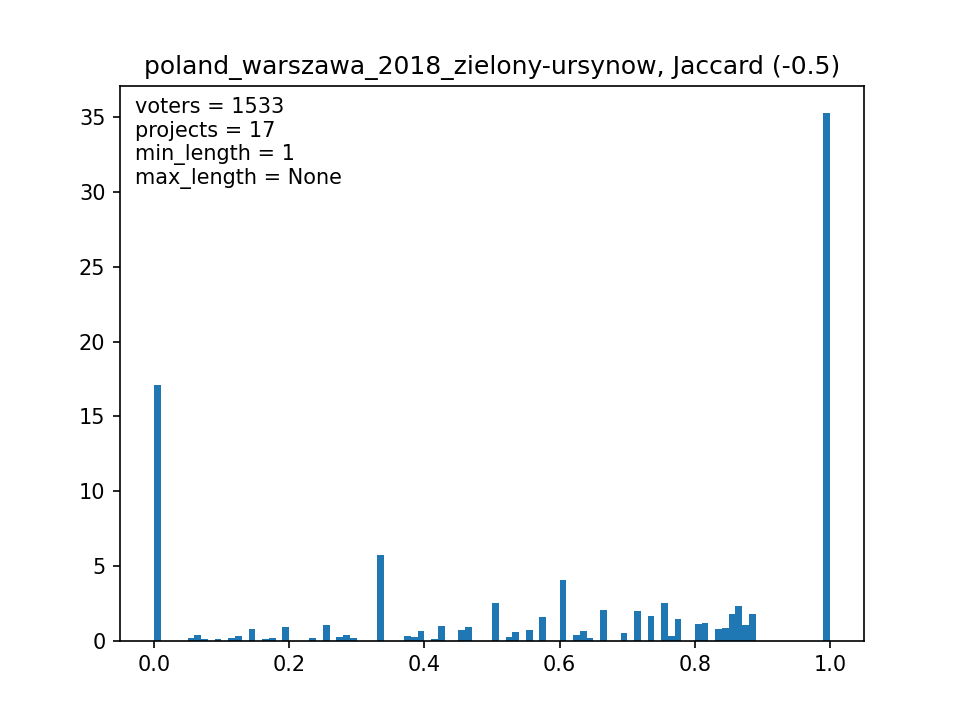 poland_warszawa_2018_zielony-ursynow, Jaccard (-0.5)
voters = 1533
projects = 17
min_length = 1
max_length = None
35
30
25
20
15
10
5
0
0.0 0.2 0.4 0.6 0.8 1.0